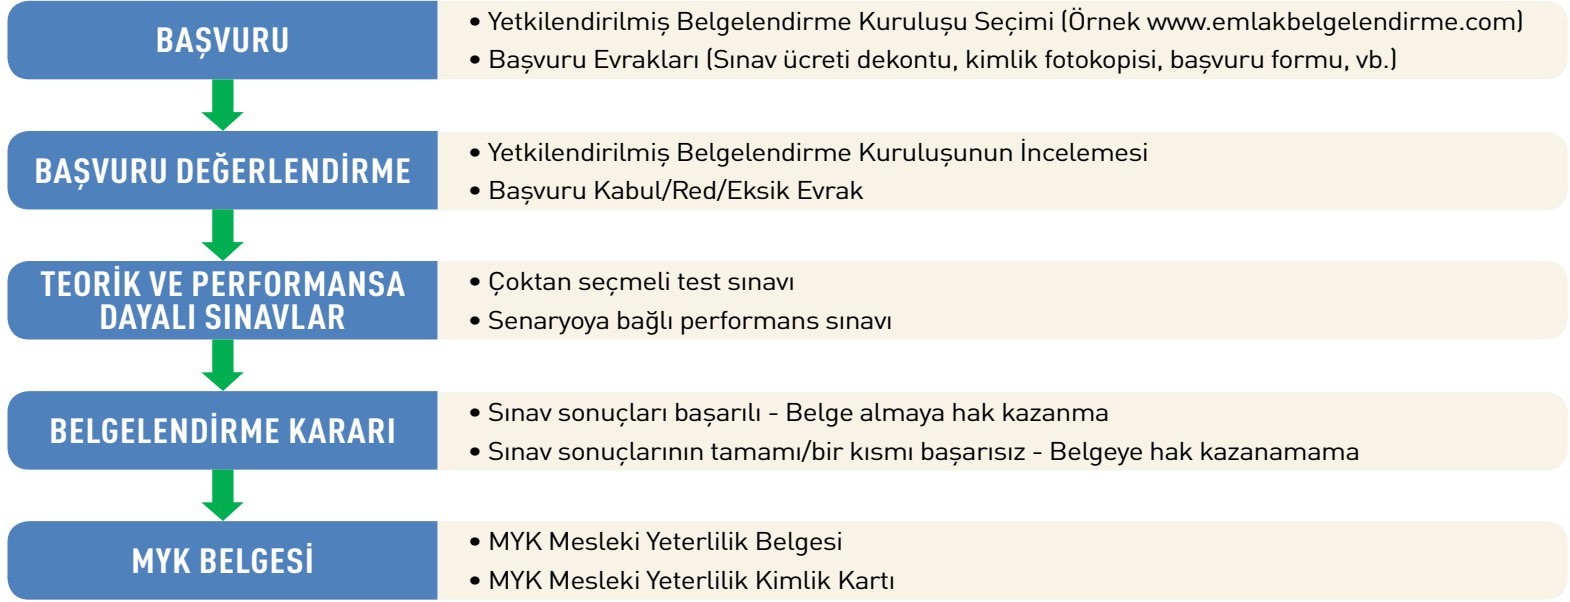 BAŞVURU
• Yetkilendirilmiş Belgelendirme Kuruluşu Seçimi (Örnek www.emlakbelgelendirme.com)
• Başvuru Evrakları (Sınav ücreti dekontu, kimlik fotokopisi, başvuru formu, vb.)
BAŞVURU DEĞERLENDİRME
• Yetkilendirilmiş Belgelendirme Kuruluşunun İncelemesi
• Başvuru Kabul/Red/Eksik Evrak
TEORİK VE PERFORMANSA
DAYALI SINAVLAR
• Çoktan seçmeli test sınavı
• Senaryoya bağlı performans sınavı
BELGELENDİRME KARARI
• Sınav sonuçları başarılı - Belge almaya hak kazanma
• Sınav sonuçlarının tamamı/bir kısmı başarısız - Belgeye hak kazanamama
MYK BELGESİ
• MYK Mesleki Yeterlilik Belgesi
• MYK Mesleki Yeterlilik Kimlik Kartı